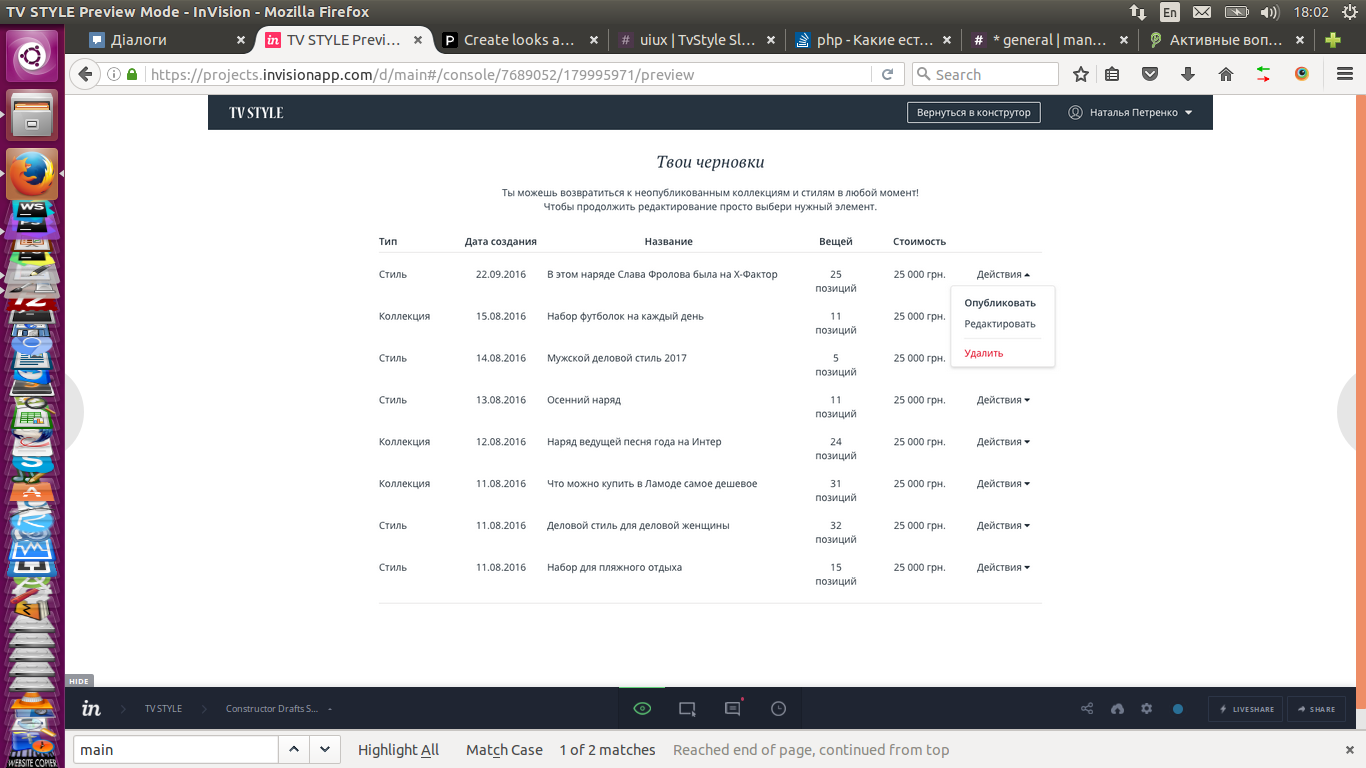 TV STYLE Preview Mode - InVision - Mozilla Firefox
En
18:02
Діалоги
TV STYLE Previ...
Create looks a...
uiux | TvStyle Sl...
php - Какие ест...
* general | man...
Активные воп...
https://projects.invisionapp.com/d/main#/console/7689052/179995971/preview
Search
TV STYLE
Вернуться в конструтор
Наталья Петренко
Твои черновки
Ты можешь возвратиться к неопубликованным коллекциям и стилям в любой момент!
Чтобы продолжить редактирование просто выбери нужный элемент.
Тип Дата создания Название Вещей Стоимость
Стиль 22.09.2016 В этом наряде Слава Фролова была на Х-Фактор 25 позиций 25 000 грн. Действия
Опубликовать
Редактировать
Удалить
Коллекция 15.08.2016 Набор футболок на каждый день 11 позиций 25 000 грн.
Стиль 14.08.2016 Мужской деловой стиль 2017 5 позиций 25 000 грн.
Стиль 13.08.2016 Осенний наряд 11 позиций 25 000 грн. Действия
Коллекция 12.08.2016 Наряд ведущей песня года на Интер 24 позиций 25 000 грн. Действия
Коллекция 11.08.2016 Что можно купить в Ламоде самое дешевое 31 позиций 25 000 грн. Действия
Стиль 11.08.2016 Деловой стиль для деловой женщины 32 позиций 25 000 грн. Действия
Стиль 11.08.2016 Набор для пляжного отдыха 15 позиций 25 000 грн. Действия
HIDE
in
TV STYLE
Constructor Drafts S...
LIVESHARE
SHARE
main
Highlight All
Match Case
1 of 2 matches
Reached end of page, continued from top
WS
WEBSITE COPIER